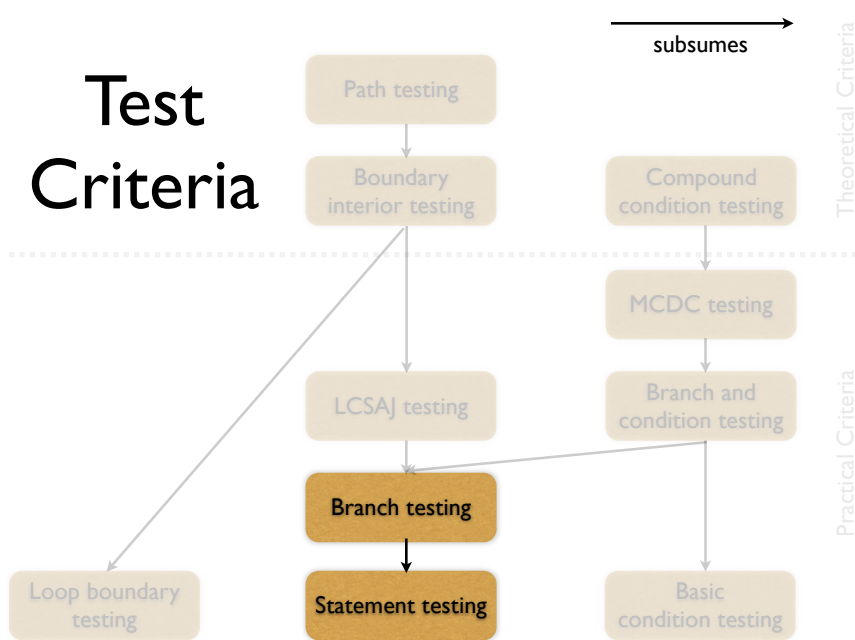 Test
Criteria
subsumes
Theoretical Criteria
Path testing
Boundary
interior testing
Compound
condition testing
MCDC testing
LCSAJ testing
Branch and
condition testing
Practical Criteria
Branch testing
Loop boundary
testing
Statement testing
Basic
condition testing